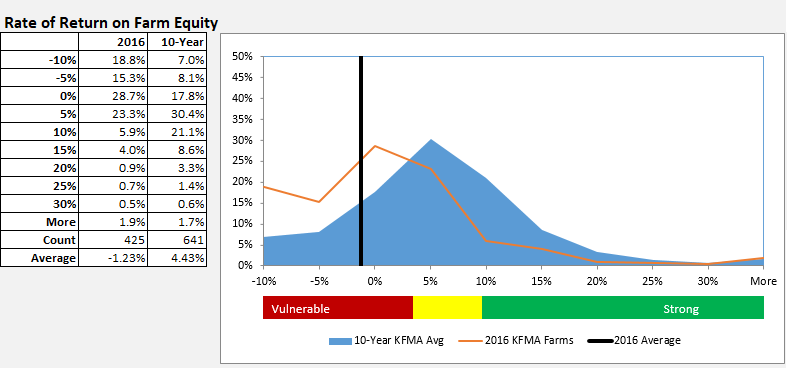 Rate of Return on Farm Equity
2016 10-Year
-10% 18.8% 7.0%
-5% 15.3% 8.1%
0% 28.7% 17.8%
5% 23.3% 30.4%
10% 5.9% 21.1%
15% 4.0% 8.6%
20% 0.9% 3.3%
25% 0.7% 1.4%
30% 0.5% 0.6%
More 1.9% 1.7%
Count 425 641
Average -1.23% 4.43%
50%
45%
40%
35%
30%
25%
20%
15%
10%
5%
0%
-10% -5% 0% 5% 10% 15% 20% 25% 30% More
Vulnerable Strong
10-Year KFMA Avg 2016 KFMA Farms 2016 Average